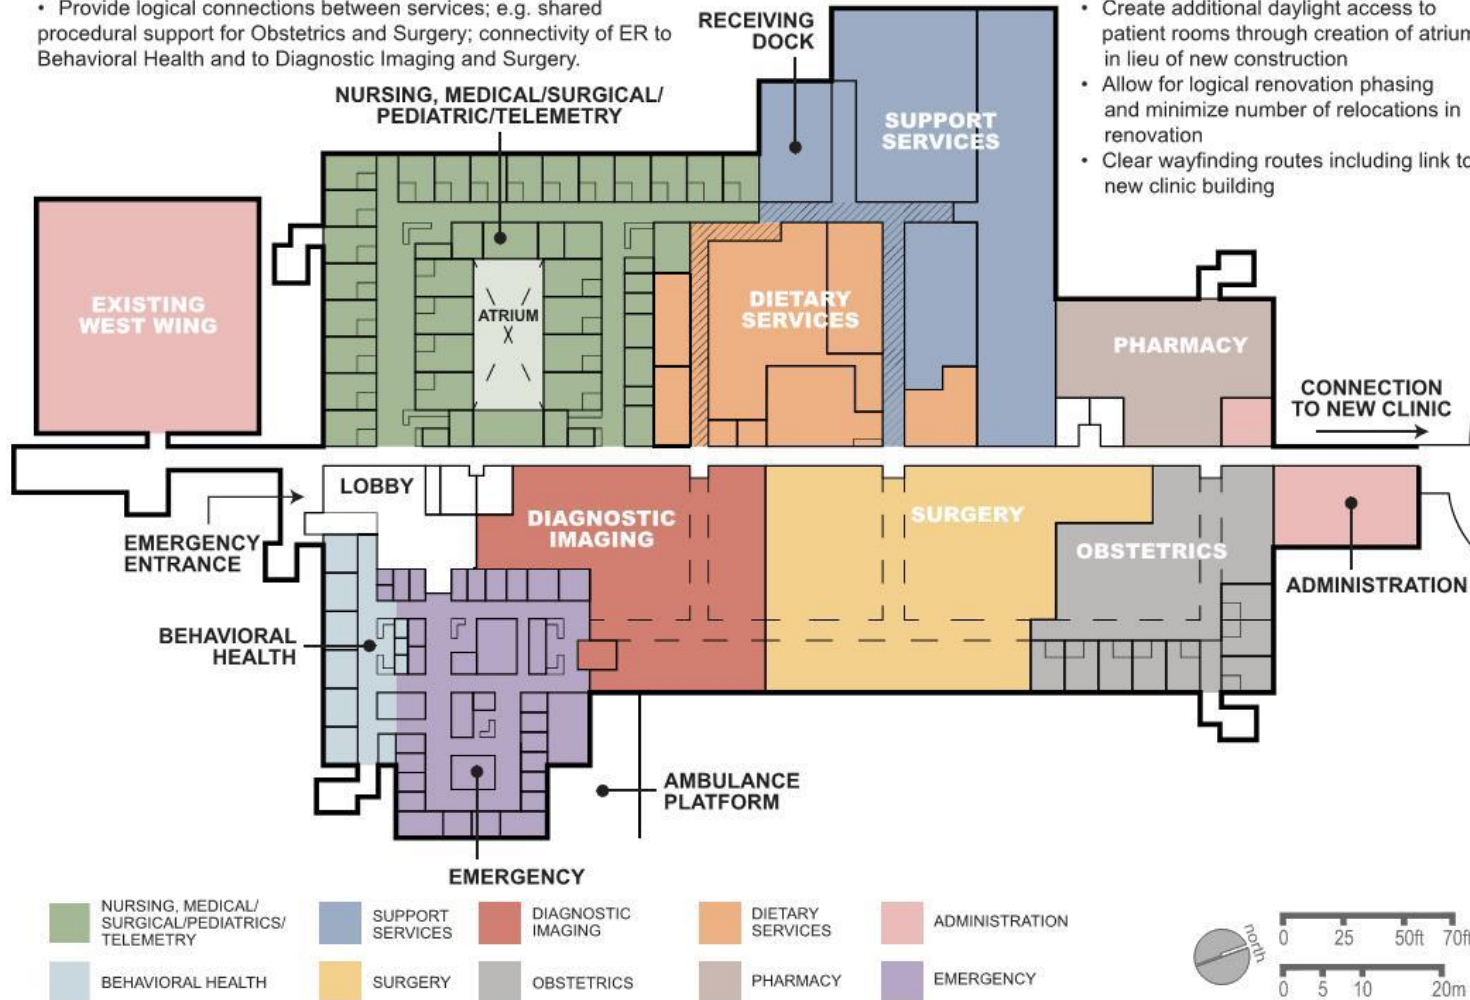 • Provide logical connections between services; e.g. shared
procedural support for Obstetrics and Surgery; connectivity of ER to
Behavioral Health and to Diagnostic Imaging and Surgery.
RECEIVING
DOCK
• Create additional daylight access to
patient rooms through creation of atrium
in lieu of new construction
• Allow for logical renovation phasing
and minimize number of relocations in
renovation
• Clear wayfinding routes including link to
new clinic building
NURSING, MEDICAL/SURGICAL/
PEDIATRIC/TELEMETRY
SUPPORT
SERVICES
EXISTING
WEST WING
ATRIUM
DIETARY
SERVICES
PHARMACY
CONNECTION
TO NEW CLINIC
LOBBY
EMERGENCY
ENTRANCE
DIAGNOSTIC
IMAGING
SURGERY
OBSTETRICS
ADMINISTRATION
BEHAVIORAL
HEALTH
AMBULANCE
PLATFORM
EMERGENCY
NURSING, MEDICAL/
SURGICAL/PEDIATRICS/
TELEMETRY
SUPPORT
SERVICES
DIAGNOSTIC
IMAGING
DIETARY
SERVICES
ADMINISTRATION
BEHAVIORAL HEALTH
SURGERY
OBSTETRICS
PHARMACY
EMERGENCY
north
0 25 50ft 70ft
0 5 10 20m